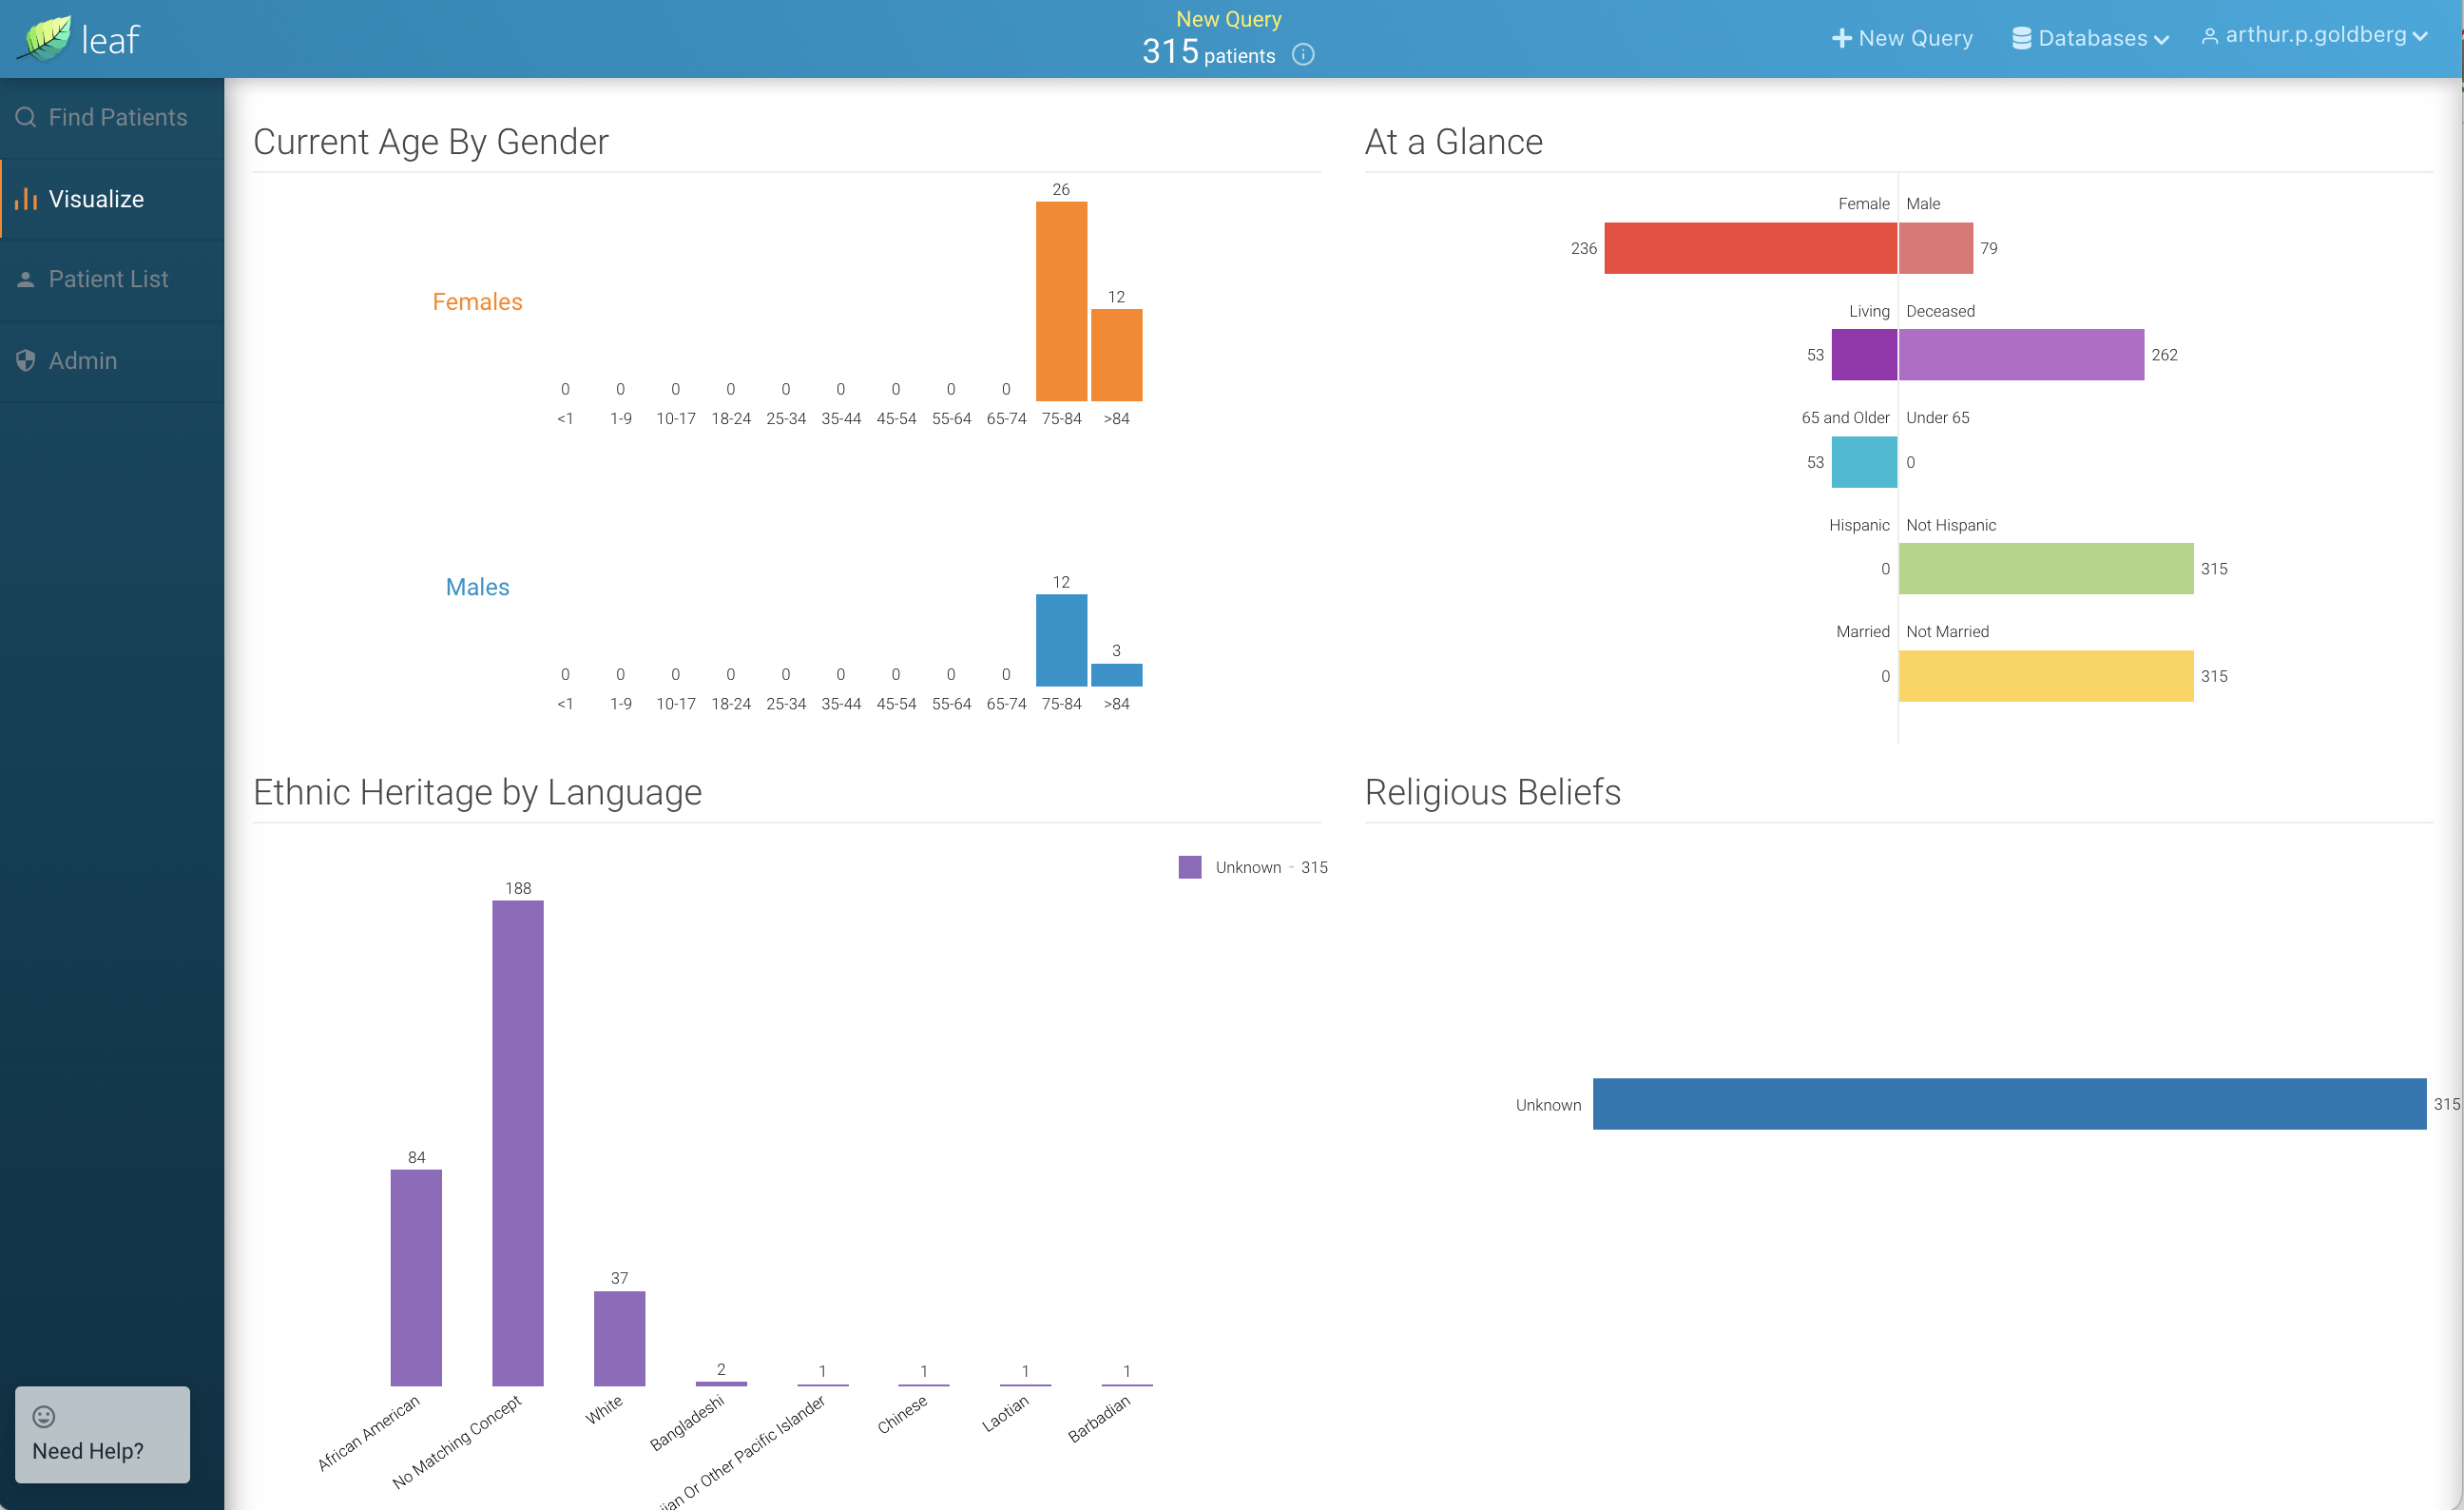 leaf
New Query
315 patients
New Query
Databases
arthur.p.goldberg
Find Patients
Visualize
Patient List
Admin
Need Help?
Current Age By Gender
Females
26
12
0 0 0 0 0 0 0 0 0
<1 1-9 10-17 18-24 25-34 35-44 45-54 55-64 65-74 75-84 >84
Males
12
3
0 0 0 0 0 0 0 0 0
<1 1-9 10-17 18-24 25-34 35-44 45-54 55-64 65-74 75-84 >84
At a Glance
Female Male
236 79
Living Deceased
53 262
65 and Older Under 65
53 0
Hispanic Not Hispanic
0 315
Married Not Married
0 315
Ethnic Heritage by Language
Unknown - 315
188
84
37
2
1 1 1 1
African American
No Matching Concept
White
Bangladeshi
Or Other Pacific Islander
Chinese
Laotian
Barbadian
Religious Beliefs
Unknown 315